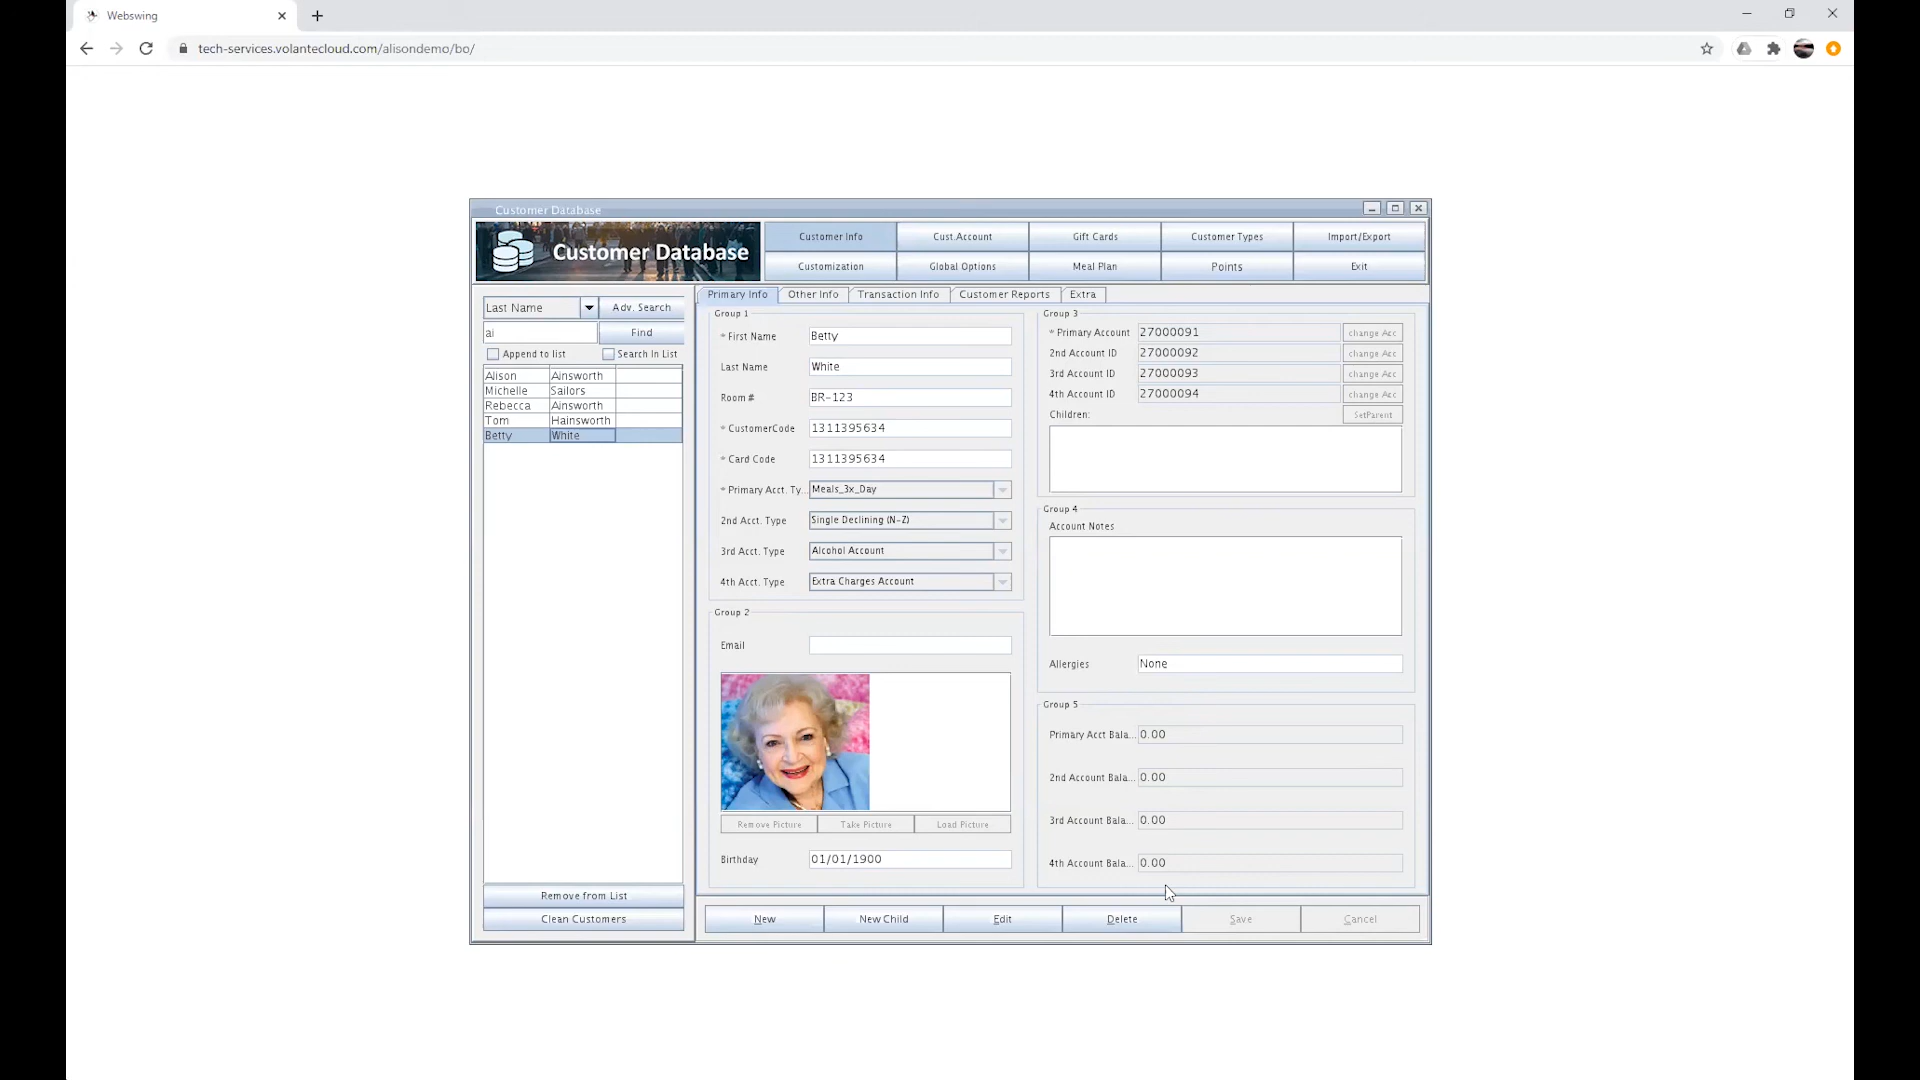 Webswing
tech-services.volantecloud.com/alisondemo/bo/
Customer Database
Customer Database
Customer Info
Cust.Account
Gift Cards
Customer Types
Import/Export
Customization
Global Options
Meal Plan
Points
Exit
Last Name
Adv. Search
ai
Find
Append to list
Search In List
Alison Ainsworth
Michelle Sailors
Rebecca Ainsworth
Tom Hainsworth
Betty White
Remove from List
Clean Customers
Primary Info
Other Info
Transaction Info
Customer Reports
Extra
Group 1
* First Name Betty
Last Name White
Room # BR-123
* CustomerCode 1311395634
* Card Code 1311395634
* Primary Acct. Ty... Meals_3x_Day
2nd Acct. Type Single Declining (N-Z)
3rd Acct. Type Alcohol Account
4th Acct. Type Extra Charges Account
Group 2
Email
Remove Picture
Take Picture
Load Picture
Birthday 01/01/1900
Group 3
* Primary Account 27000091 change Acc
2nd Account ID 27000092 change Acc
3rd Account ID 27000093 change Acc
4th Account ID 27000094 change Acc
Children: SetParent
Group 4
Account Notes
Allergies None
Group 5
Primary Acct Bala... 0.00
2nd Account Bala... 0.00
3rd Account Bala... 0.00
4th Account Bala... 0.00
New
New Child
Edit
Delete
Save
Cancel